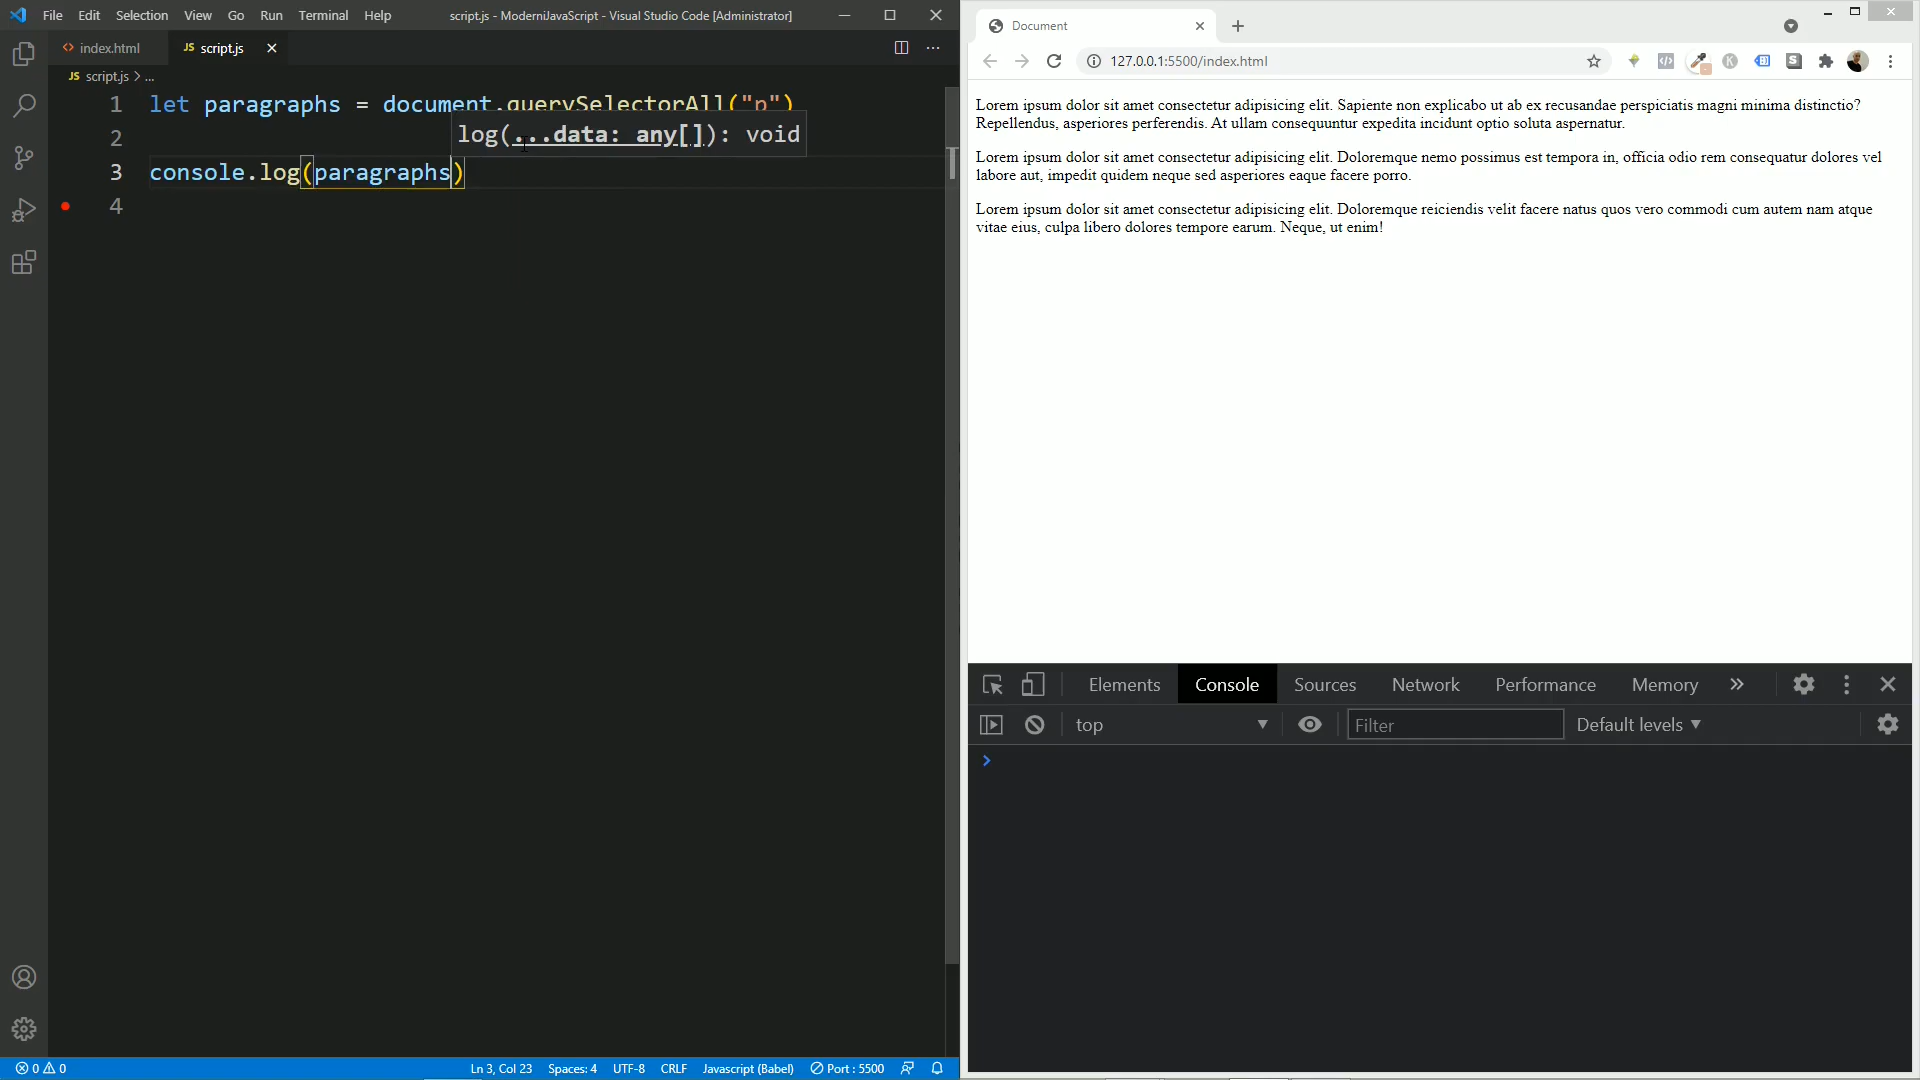 File Edit Selection View Go Run Terminal Help
script.js - ModerniJavaScript - Visual Studio Code [Administrator]
index.html
JS script.js
JS script.js > ...
1 let paragraphs = document.querySelectorAll("p")
log(...data: any[]): void
2
3 console.log(paragraphs)
4
0 0
Ln 3, Col 23 Spaces: 4 UTF-8 CRLF Javascript (Babel) Port : 5500
Document
127.0.0.1:5500/index.html
Lorem ipsum dolor sit amet consectetur adipisicing elit. Sapiente non explicabo ut ab ex recusandae perspiciatis magni minima distinctio?
Repellendus, asperiores perferendis. At ullam consequuntur expedita incidunt optio soluta aspernatur.
Lorem ipsum dolor sit amet consectetur adipisicing elit. Doloremque nemo possimus est tempora in, officia odio rem consequatur dolores vel
labore aut, impedit quidem neque sed asperiores eaque facere porro.
Lorem ipsum dolor sit amet consectetur adipisicing elit. Doloremque reiciendis velit facere natus quos vero commodi cum autem nam atque
vitae eius, culpa libero dolores tempore earum. Neque, ut enim!
Elements Console Sources Network Performance Memory »
top Filter Default levels
>